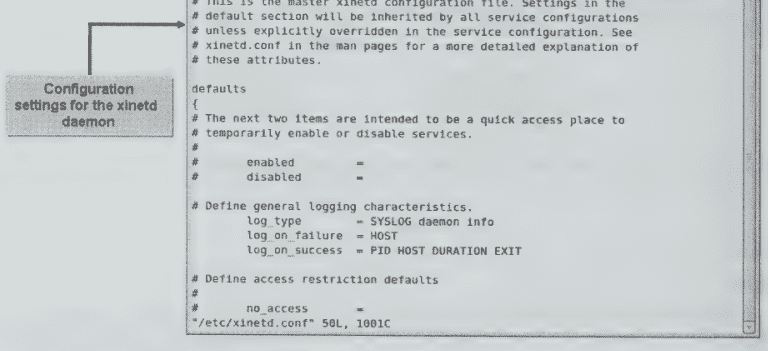 Configuration
settings for the xinetd
daemon
# This is the master xinetd configuration file. Settings in the
# default section will be inherited by all service configurations
# unless explicitly overridden in the service configuration. See
# xinetd.conf in the man pages for a more detailed explanation of
# these attributes.
defaults
{
# The next two items are intended to be a quick access place to
# temporarily enable or disable services.
#
# enabled =
# disabled =
# Define general logging characteristics.
log_type = SYSLOG daemon info
log_on_failure = HOST
log_on_success = PID HOST DURATION EXIT
# Define access restriction defaults
#
# no_access =
"/etc/xinetd.conf" 50L, 1001C